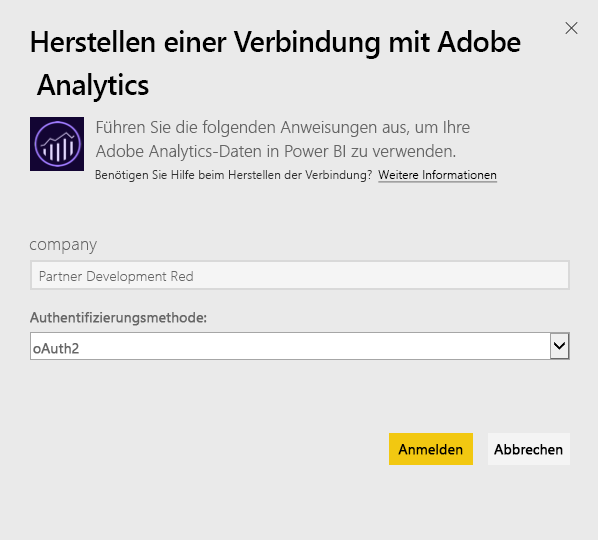 Herstellen einer Verbindung mit Adobe
Analytics
Führen Sie die folgenden Anweisungen aus, um Ihre
Adobe Analytics-Daten in Power BI zu verwenden.
Benötigen Sie Hilfe beim Herstellen der Verbindung? Weitere Informationen
company
Partner Development Red
Authentifizierungsmethode:
oAuth2
Anmelden Abbrechen